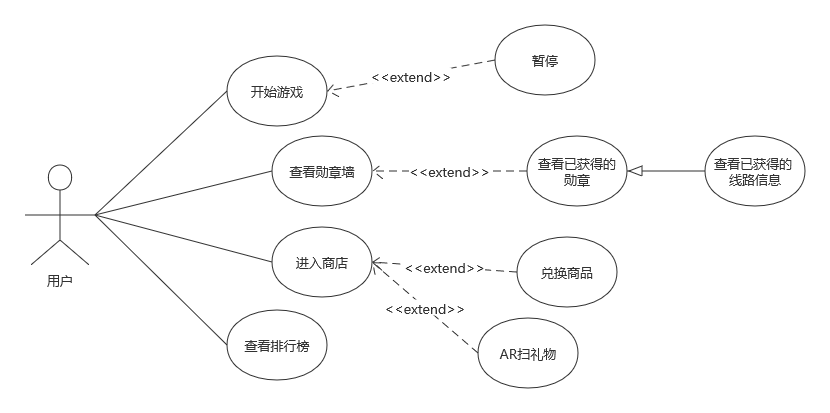 暂停
<<extend>>
开始游戏
查看勋章墙
<<extend>>
查看已获得的
勋章
查看已获得的
线路信息
用户
进入商店
<<extend>>
兑换商品
<<extend>>
查看排行榜
AR扫礼物